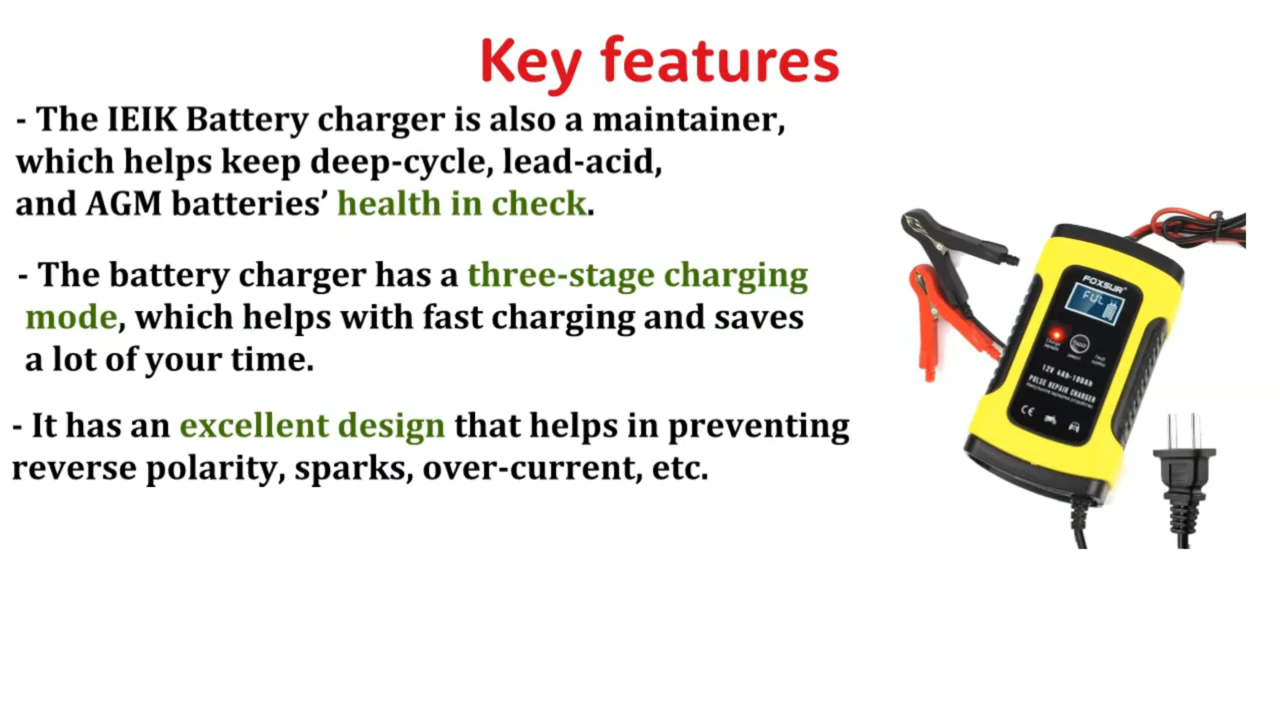 Key features
- The IEIK Battery charger is also a maintainer,
which helps keep deep-cycle, lead-acid,
and AGM batteries’ health in check.
- The battery charger has a three-stage charging
mode, which helps with fast charging and saves
a lot of your time.
- It has an excellent design that helps in preventing
reverse polarity, sparks, over-current, etc.
FOXSUR
FUL
12V 4Ah-100Ah
PULSE REPAIR CHARGER
CE